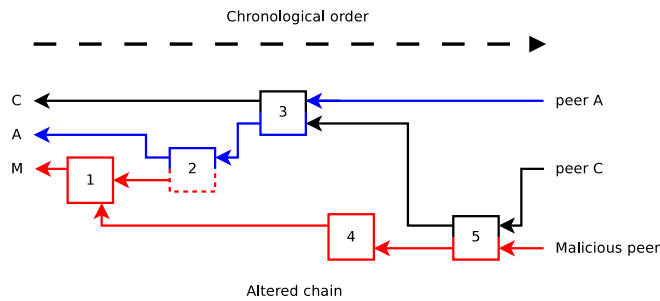 Chronological order
C
peer A
3
A
2
M
1
peer C
4
5
Malicious peer
Altered chain